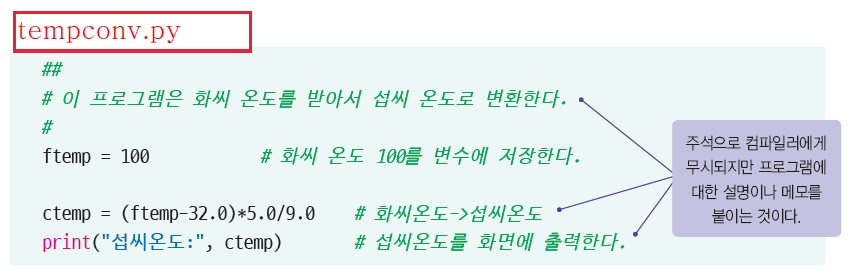 tempconv.py
##
# 이 프로그램은 화씨 온도를 받아서 섭씨 온도로 변환한다.
#
ftemp = 100 # 화씨 온도 100를 변수에 저장한다.
ctemp = (ftemp-32.0)*5.0/9.0 # 화씨온도->섭씨온도
print("섭씨온도:", ctemp) # 섭씨온도를 화면에 출력한다.
주석으로 컴파일러에게
무시되지만 프로그램에
대한 설명이나 메모를
붙이는 것이다.